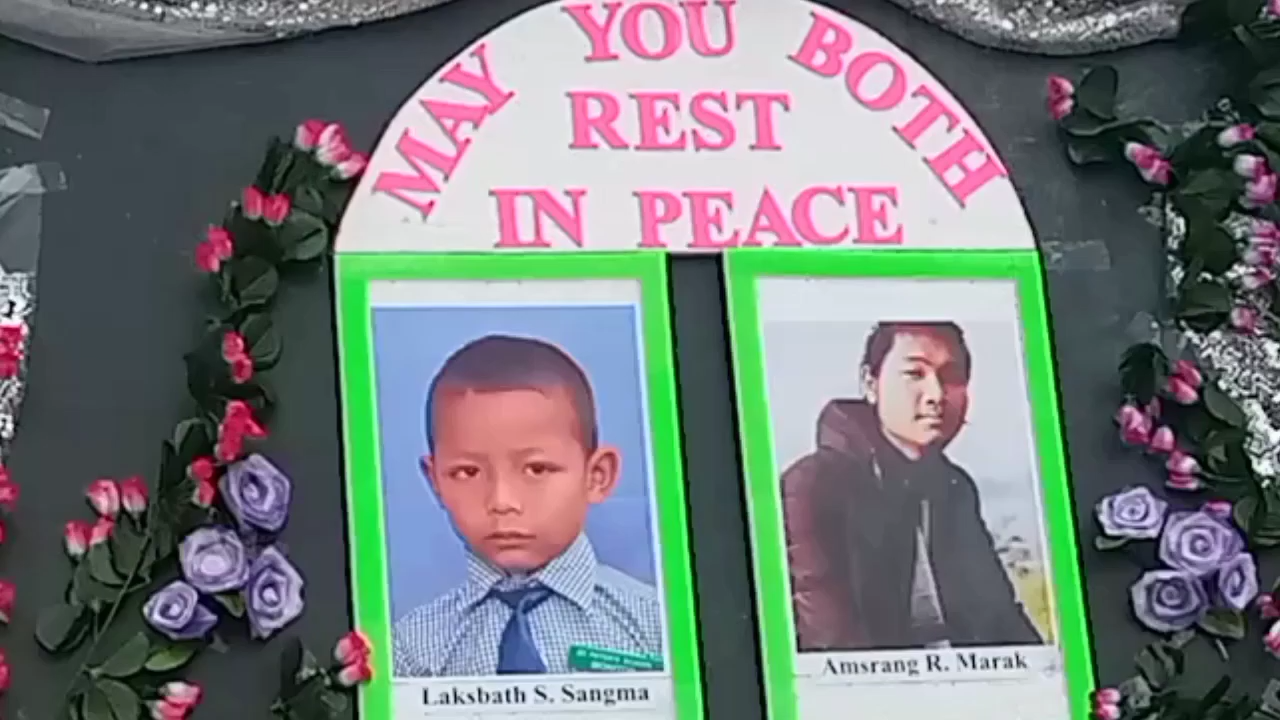 MAY YOU BOTH
REST
IN PEACE
Laksbath S. Sangma
Amsrang R. Marak